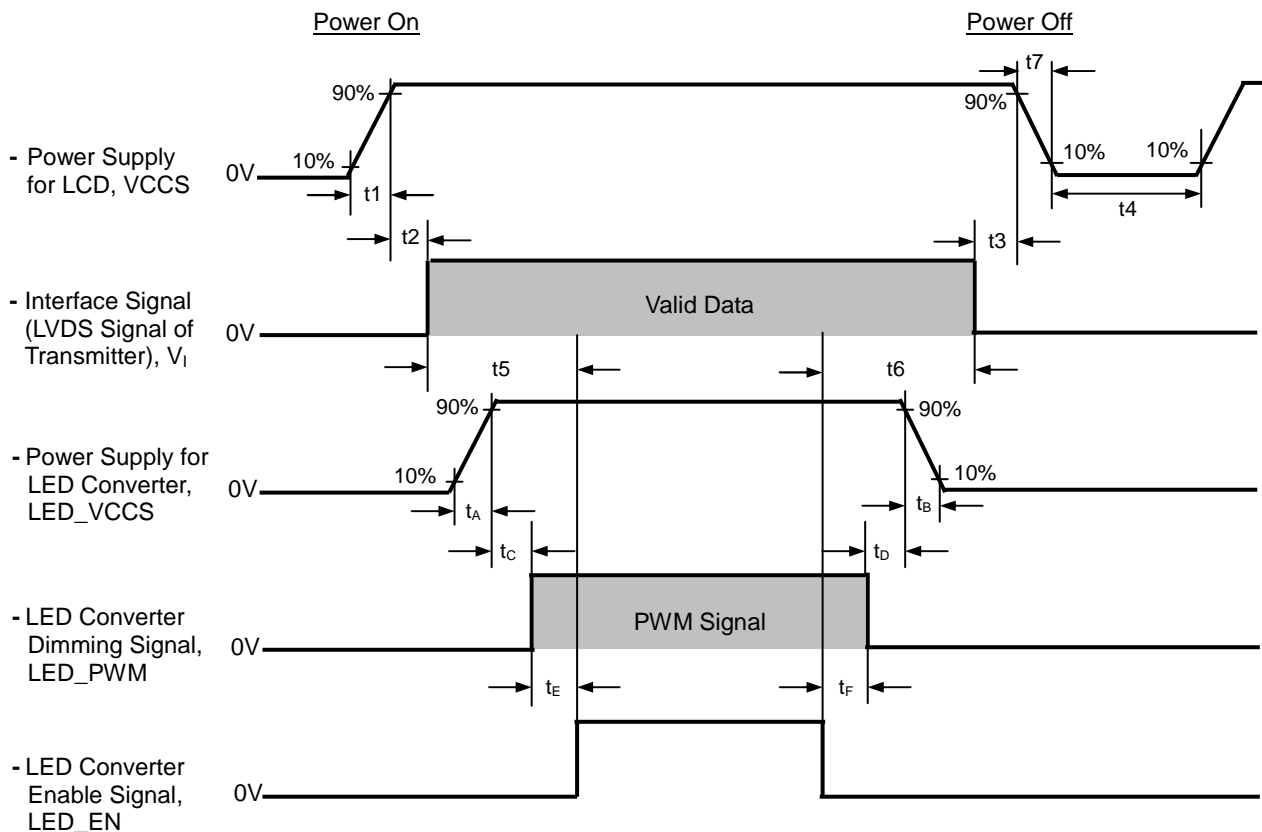 Power On
Power Off
t7
90%
90%
- Power Supply
for LCD, VCCS
10%
10%
10%
0V
t1
t4
t2
t3
- Interface Signal
(LVDS Signal of
Transmitter), VI
0V
Valid Data
t5
t6
90%
90%
- Power Supply for
LED Converter,
LED_VCCS
10%
10%
0V
tA
tB
tC
tD
- LED Converter
Dimming Signal,
LED_PWM
0V
PWM Signal
tE
tF
- LED Converter
Enable Signal,
LED_EN
0V